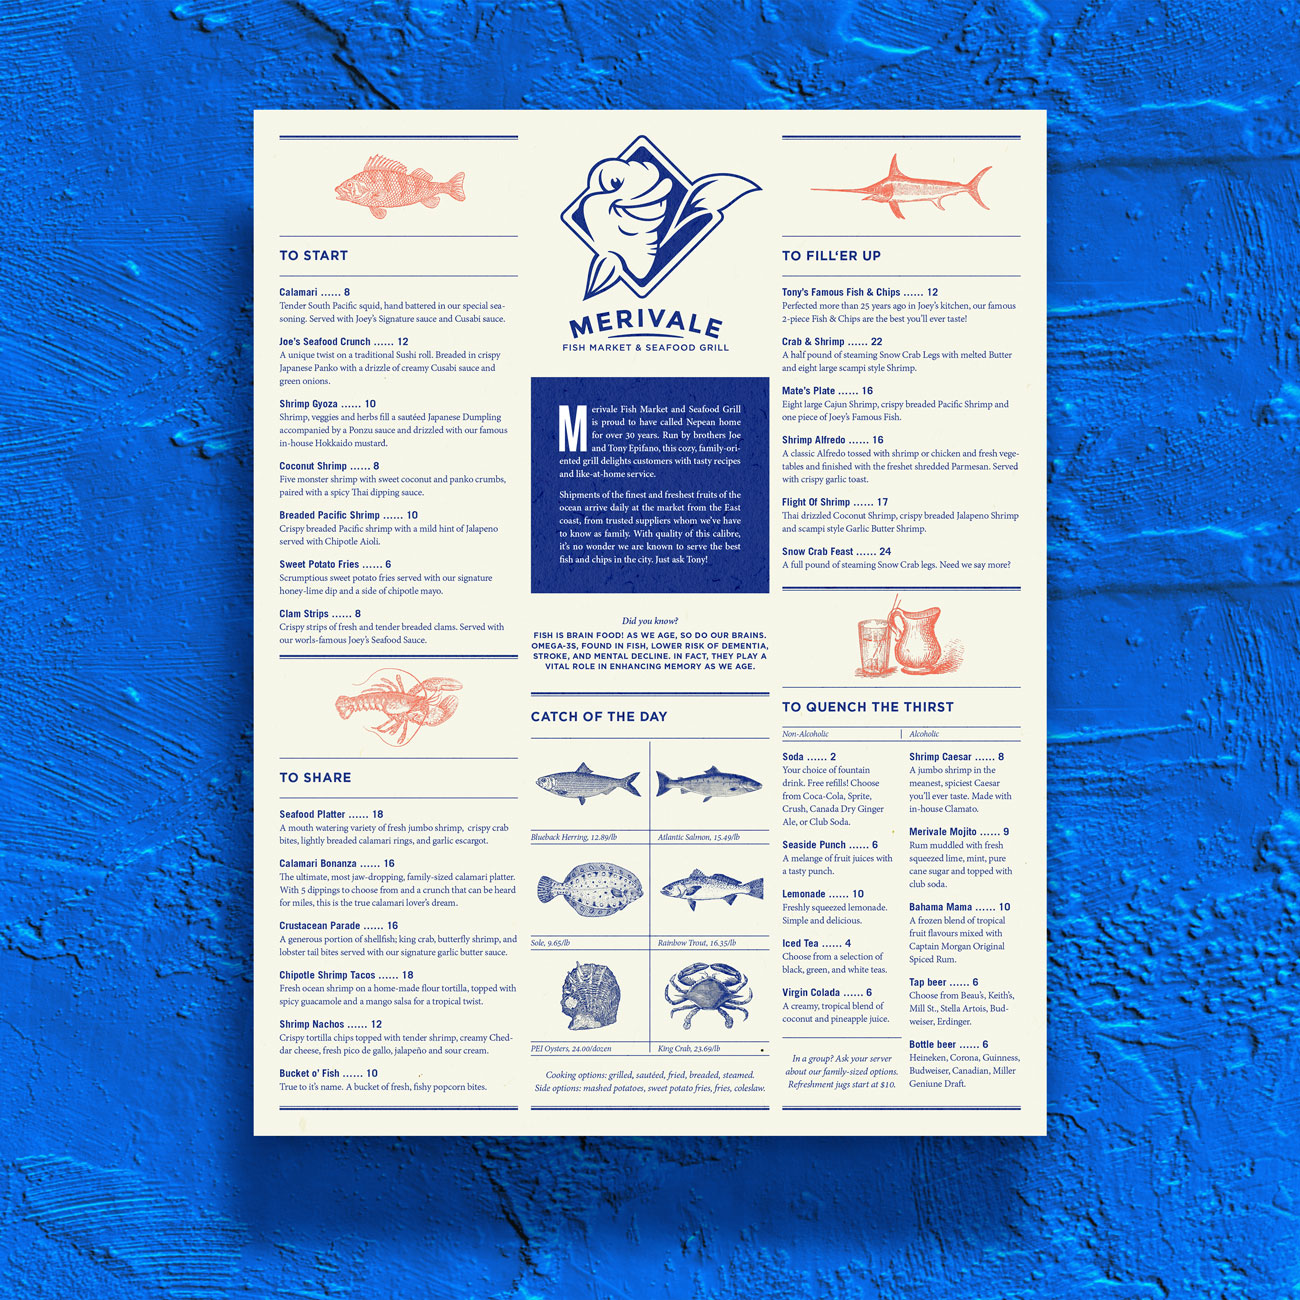 TO START
Calamari ...... 8
Tender South Pacific squid, hand battered in our special sea-
soning. Served with Joey's Signature sauce and Cusabi sauce.
Joe's Seafood Crunch ...... 12
A unique twist on a traditional Sushi roll. Breaded in crispy
Japanese Panko with a drizzle of creamy Cusabi sauce and
green onions.
Shrimp Gyoza ...... 10
Shrimp, veggies and herbs fill a sautéed Japanese Dumpling
accompanied by a Ponzu sauce and drizzled with our famous
in-house Hokkaido mustard.
Coconut Shrimp ...... 8
Five monster shrimp with sweet coconut and panko crumbs,
paired with a spicy Thai dipping sauce.
Breaded Pacific Shrimp ...... 10
Crispy breaded Pacific shrimp with a mild hint of Jalapeno
served with Chipotle Aioli.
Sweet Potato Fries ...... 6
Scrumptious sweet potato fries served with our signature
honey-lime dip and a side of chipotle mayo.
Clam Strips ...... 8
Crispy strips of fresh and tender breaded clams. Served with
our worls-famous Joey's Seafood Sauce.
TO SHARE
Seafood Platter ...... 18
A mouth watering variety of fresh jumbo shrimp, crispy crab
bites, lightly breaded calamari rings, and garlic escargot.
Calamari Bonanza ...... 16
The ultimate, most jaw-dropping, family-sized calamari platter.
With 5 dippings to choose from and a crunch that can be heard
for miles, this is the true calamari lover's dream.
Crustacean Parade ...... 16
A generous portion of shellfish; king crab, butterfly shrimp, and
lobster tail bites served with our signature garlic butter sauce.
Chipotle Shrimp Tacos ...... 18
Fresh ocean shrimp on a home-made flour tortilla, topped with
spicy guacamole and a mango salsa for a tropical twist.
Shrimp Nachos ...... 12
Crispy tortilla chips topped with tender shrimp, creamy Ched-
dar cheese, fresh pico de gallo, jalapeño and sour cream.
Bucket o' Fish ...... 10
True to it's name. A bucket of fresh, fishy popcorn bites.
MERIVALE
FISH MARKET & SEAFOOD GRILL
Merivale Fish Market and Seafood Grill
is proud to have called Nepean home
for over 30 years. Run by brothers Joe
and Tony Epifano, this cozy, family-ori-
ented grill delights customers with tasty recipes
and like-at-home service.
Shipments of the finest and freshest fruits of the
ocean arrive daily at the market from the East
coast, from trusted suppliers whom we've have
to know as family. With quality of this calibre,
it's no wonder we are known to serve the best
fish and chips in the city. Just ask Tony!
Did you know?
FISH IS BRAIN FOOD! AS WE AGE, SO DO OUR BRAINS.
OMEGA-3S, FOUND IN FISH, LOWER RISK OF DEMENTIA,
STROKE, AND MENTAL DECLINE. IN FACT, THEY PLAY A
VITAL ROLE IN ENHANCING MEMORY AS WE AGE.
CATCH OF THE DAY
Blueback Herring, 12.89/lb
Atlantic Salmon, 15.49/lb
Sole, 9.65/lb
Rainbow Trout, 16.35/lb
PEI Oysters, 24.00/dozen
King Crab, 23.69/lb
Cooking options: grilled, sautéed, fried, breaded, steamed.
Side options: mashed potatoes, sweet potato fries, fries, coleslaw.
TO FILL'ER UP
Tony's Famous Fish & Chips ...... 12
Perfected more than 25 years ago in Joey's kitchen, our famous
2-piece Fish & Chips are the best you'll ever taste!
Crab & Shrimp ...... 22
A half pound of steaming Snow Crab Legs with melted Butter
and eight large scampi style Shrimp.
Mate's Plate ...... 16
Eight large Cajun Shrimp, crispy breaded Pacific Shrimp and
one piece of Joey's Famous Fish.
Shrimp Alfredo ...... 16
A classic Alfredo tossed with shrimp or chicken and fresh vege-
tables and finished with the freshet shredded Parmesan. Served
with crispy garlic toast.
Flight Of Shrimp ...... 17
Thai drizzled Coconut Shrimp, crispy breaded Jalapeno Shrimp
and scampi style Garlic Butter Shrimp.
Snow Crab Feast ...... 24
A full pound of steaming Snow Crab legs. Need we say more?
TO QUENCH THE THIRST
Non-Alcoholic
Soda ...... 2
Your choice of fountain
drink. Free refills! Choose
from Coca-Cola, Sprite,
Crush, Canada Dry Ginger
Ale, or Club Soda.
Seaside Punch ...... 6
A melange of fruit juices with
a tasty punch.
Lemonade ...... 10
Freshly squeezed lemonade.
Simple and delicious.
Iced Tea ...... 4
Choose from a selection of
black, green, and white teas.
Virgin Colada ...... 6
A creamy, tropical blend of
coconut and pineapple juice.
In a group? Ask your server
about our family-sized options.
Refreshment jugs start at $10.
Alcoholic
Shrimp Caesar ...... 8
A jumbo shrimp in the
meanest, spiciest Caesar
you'll ever taste. Made with
in-house Clamato.
Merivale Mojito ...... 9
Rum muddled with fresh
squeezed lime, mint, pure
cane sugar and topped with
club soda.
Bahama Mama ...... 10
A frozen blend of tropical
fruit flavours mixed with
Captain Morgan Original
Spiced Rum.
Tap beer ...... 6
Choose from Beau's, Keith's,
Mill St., Stella Artois, Bud-
weiser, Erdinger.
Bottle beer ...... 6
Heineken, Corona, Guinness,
Budweiser, Canadian, Miller
Geniune Draft.